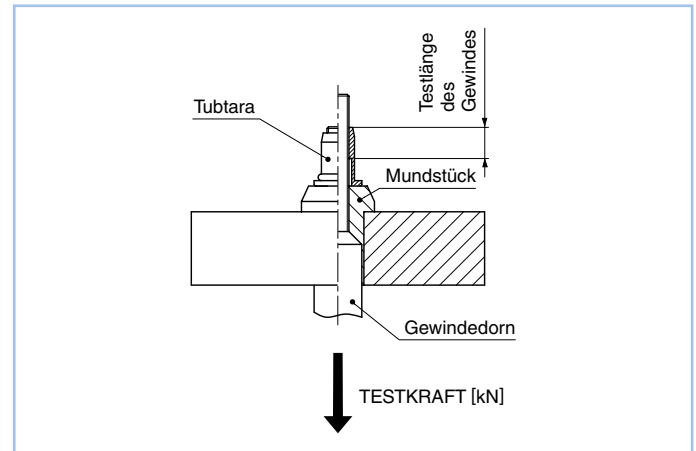 Testlänge
des
Gewindes
Tubtara
Mundstück
Gewindedorn
TESTKRAFT [kN]